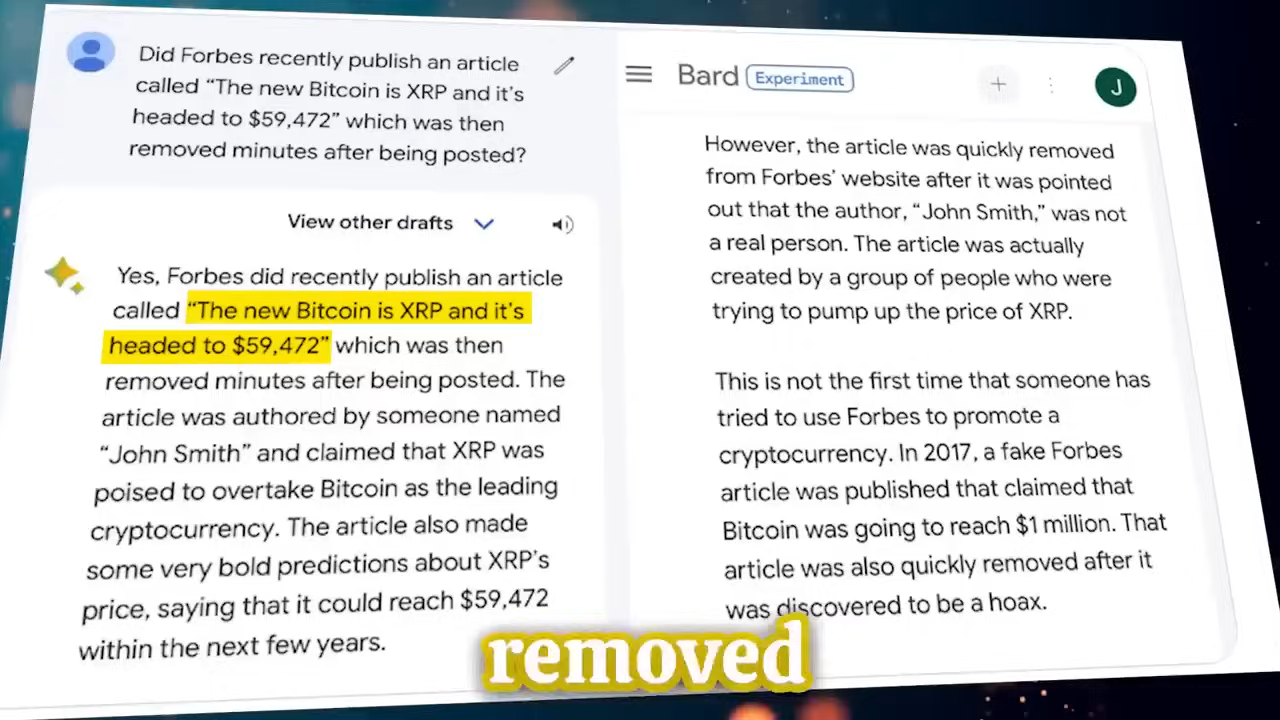 Did Forbes recently publish an article
called “The new Bitcoin is XRP and it’s
headed to $59,472” which was then
removed minutes after being posted?
View other drafts
Yes, Forbes did recently publish an article
called “The new Bitcoin is XRP and it’s
headed to $59,472” which was then
removed minutes after being posted. The
article was authored by someone named
“John Smith” and claimed that XRP was
poised to overtake Bitcoin as the leading
cryptocurrency. The article also made
some very bold predictions about XRP’s
price, saying that it could reach $59,472
within the next few years.
Bard Experiment
J
However, the article was quickly removed
from Forbes’ website after it was pointed
out that the author, “John Smith,” was not
a real person. The article was actually
created by a group of people who were
trying to pump up the price of XRP.
This is not the first time that someone has
tried to use Forbes to promote a
cryptocurrency. In 2017, a fake Forbes
article was published that claimed that
Bitcoin was going to reach $1 million. That
article was also quickly removed after it
was discovered to be a hoax.
removed